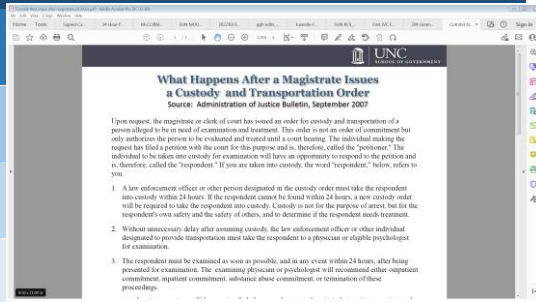 Home Tools
Sign In
1 / 1
UNC
SCHOOL OF GOVERNMENT
What Happens After a Magistrate Issues
a Custody and Transportation Order
Source: Administration of Justice Bulletin, September 2007
Upon request, the magistrate or clerk of court has issued an order for custody and transportation of a
person alleged to be in need of examination and treatment. This order is not an order of commitment but
only authorizes the person to be evaluated and treated until a court hearing. The individual making the
request has filed a petition with the court for this purpose and is, therefore, called the "petitioner." The
individual to be taken into custody for examination will have an opportunity to respond to the petition and
is, therefore, called the "respondent." If you are taken into custody, the word "respondent," below, refers to
you.
1. A law enforcement officer or other person designated in the custody order must take the respondent
into custody within 24 hours. If the respondent cannot be found within 24 hours, a new custody order
will be required to take the respondent into custody. Custody is not for the purpose of arrest, but for the
respondent's own safety and the safety of others, and to determine if the respondent needs treatment.
2. Without unnecessary delay after assuming custody, the law enforcement officer or other individual
designated to provide transportation must take the respondent to a physician or eligible psychologist
for examination.
3. The respondent must be examined as soon as possible, and in any event within 24 hours, after being
presented for examination. The examining physician or psychologist will recommend either outpatient
commitment, inpatient commitment, substance abuse commitment, or termination of these
proceedings.